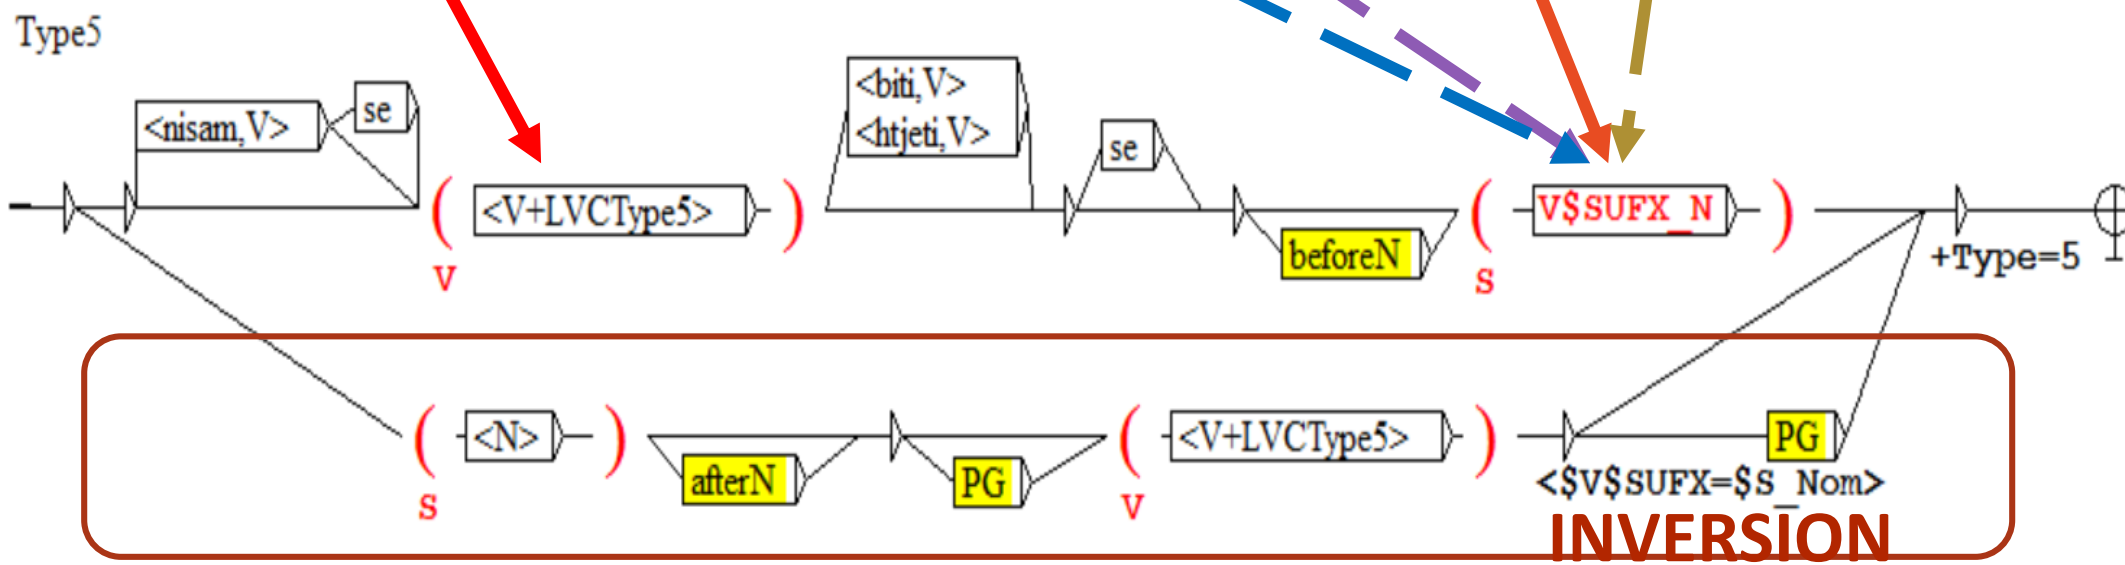 Type5
<nisam,V>
se
( <V+LVCType5> )
v
<biti,V>
<htjeti,V>
se
beforeN
( V$SUFX_N )
s
+Type=5
( <N> )
s
afterN
PG
( <V+LVCType5> )
v
PG
<$V$SUFX=$S_Nom>
INVERSION